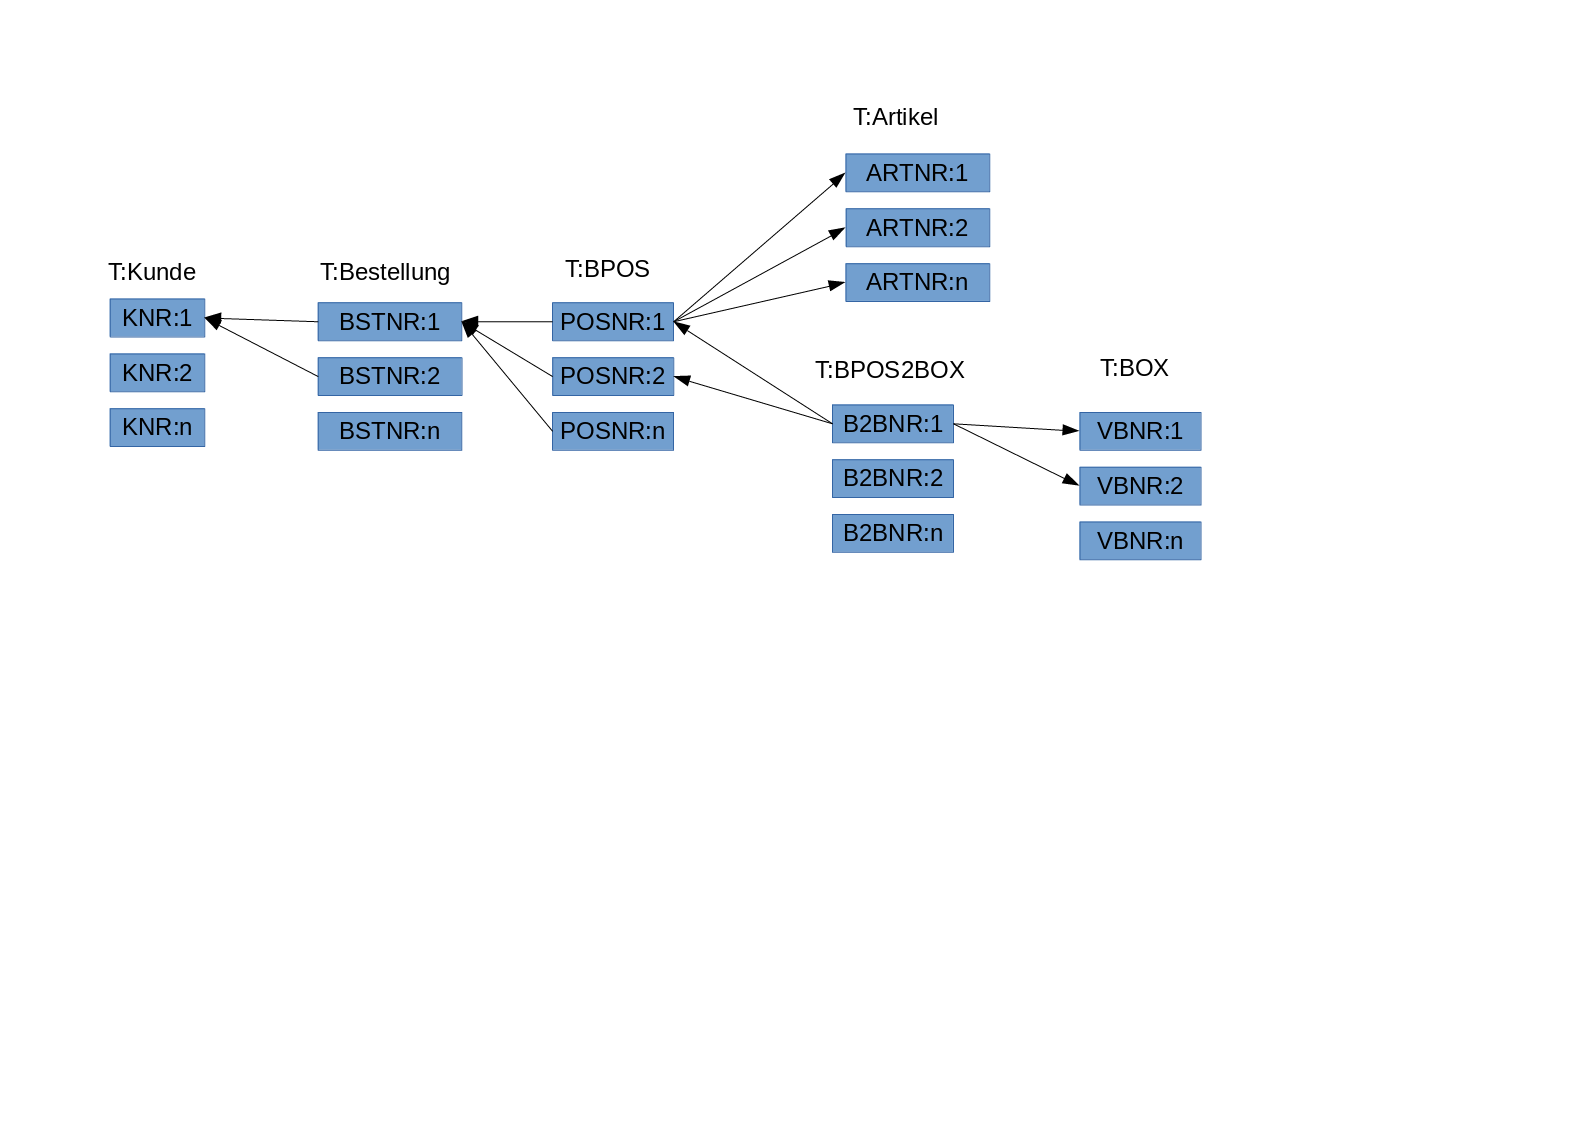 T:Artikel
ARTNR:1
ARTNR:2
ARTNR:n
T:Kunde
KNR:1
KNR:2
KNR:n
T:Bestellung
BSTNR:1
BSTNR:2
BSTNR:n
T:BPOS
POSNR:1
POSNR:2
POSNR:n
T:BPOS2BOX
B2BNR:1
B2BNR:2
B2BNR:n
T:BOX
VBNR:1
VBNR:2
VBNR:n